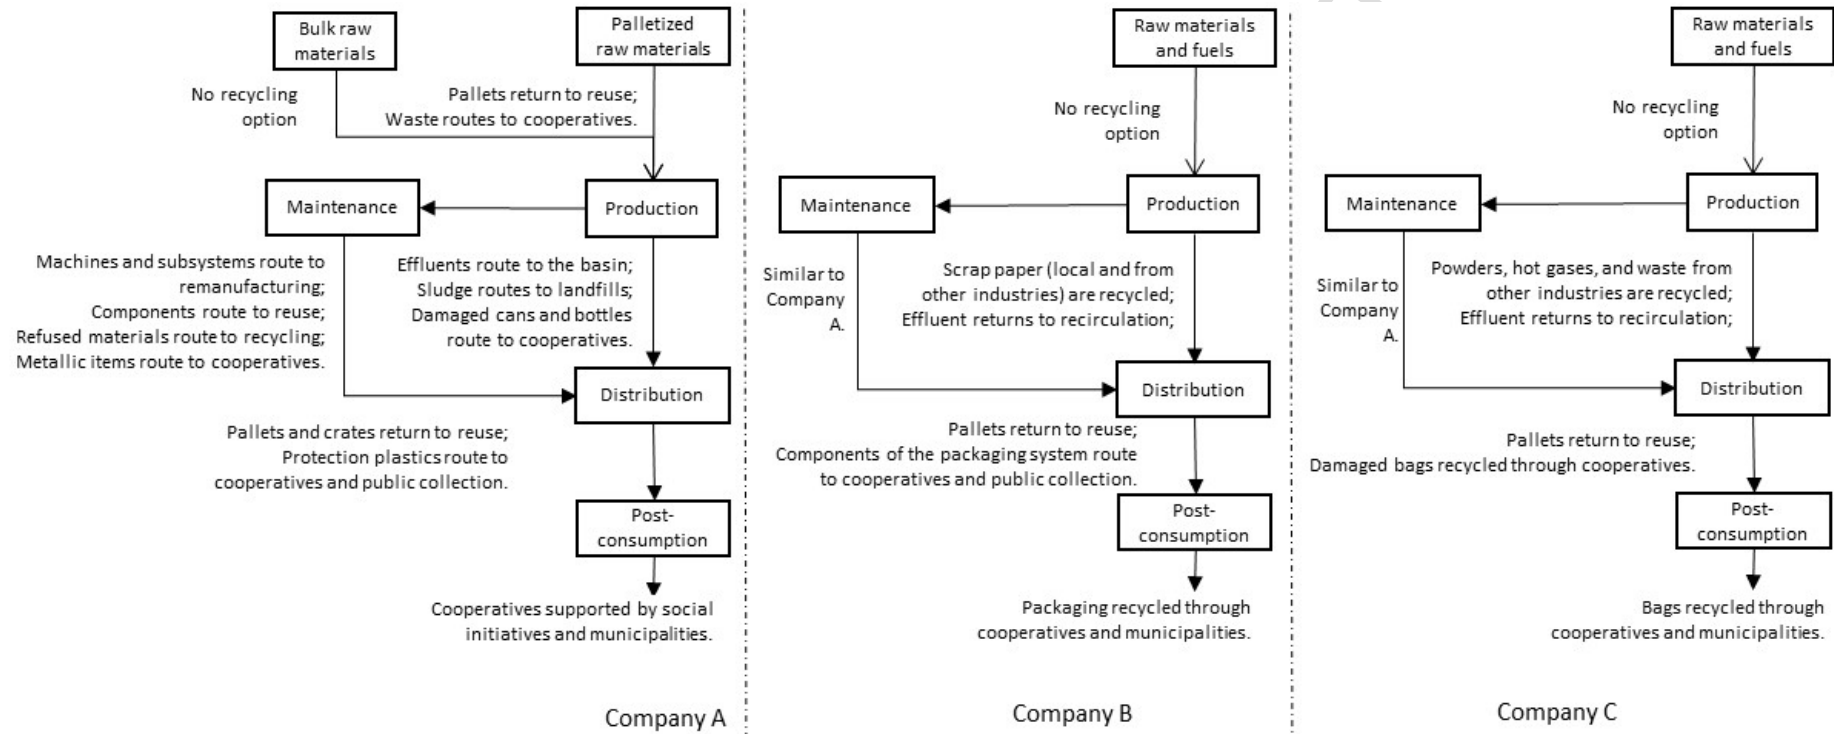 Bulk raw
materials
Palletized
raw materials
No recycling
option
Pallets return to reuse;
Waste routes to cooperatives.
Maintenance
Production
Machines and subsystems route to
remanufacturing;
Components route to reuse;
Refused materials route to recycling;
Metallic items route to cooperatives.
Effluents route to the basin;
Sludge routes to landfills;
Damaged cans and bottles
route to cooperatives.
Distribution
Pallets and crates return to reuse;
Protection plastics route to
cooperatives and public collection.
Post-
consumption
Cooperatives supported by social
initiatives and municipalities.
Company A
Raw materials
and fuels
No recycling
option
Maintenance
Production
Similar to
Company
A.
Scrap paper (local and from
other industries) are recycled;
Effluent returns to recirculation;
Distribution
Pallets return to reuse;
Components of the packaging system route
to cooperatives and public collection.
Post-
consumption
Packaging recycled through
cooperatives and municipalities.
Company B
Raw materials
and fuels
No recycling
option
Maintenance
Production
Similar to
Company
A.
Powders, hot gases, and waste from
other industries are recycled;
Effluent returns to recirculation;
Distribution
Pallets return to reuse;
Damaged bags recycled through cooperatives.
Post-
consumption
Bags recycled through
cooperatives and municipalities.
Company C